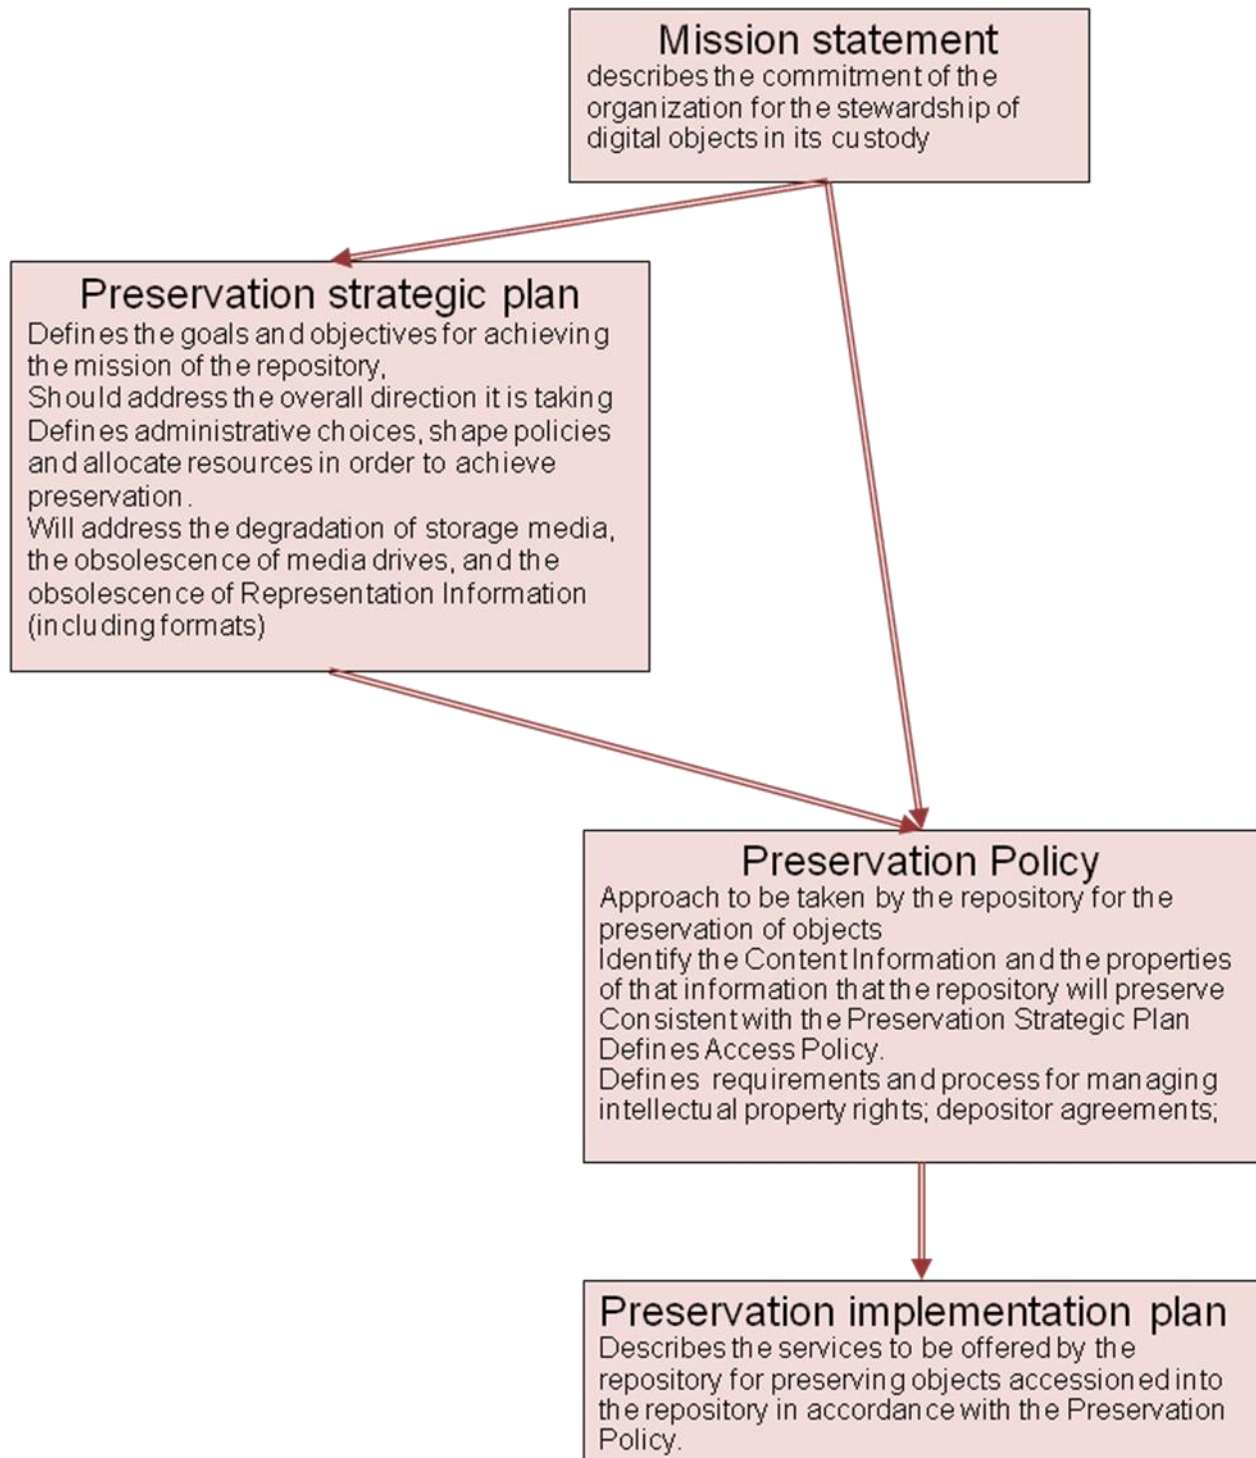 Mission statement
describes the commitment of the
organization for the stewardship of
digital objects in its custody
Preservation strategic plan
Defines the goals and objectives for achieving
the mission of the repository,
Should address the overall direction it is taking
Defines administrative choices, shape policies
and allocate resources in order to achieve
preservation.
Will address the degradation of storage media,
the obsolescence of media drives, and the
obsolescence of Representation Information
(including formats)
Preservation Policy
Approach to be taken by the repository for the
preservation of objects
Identify the Content Information and the properties
of that information that the repository will preserve
Consistent with the Preservation Strategic Plan
Defines Access Policy.
Defines requirements and process for managing
intellectual property rights; depositor agreements;
Preservation implementation plan
Describes the services to be offered by the
repository for preserving objects accessioned into
the repository in accordance with the Preservation
Policy.